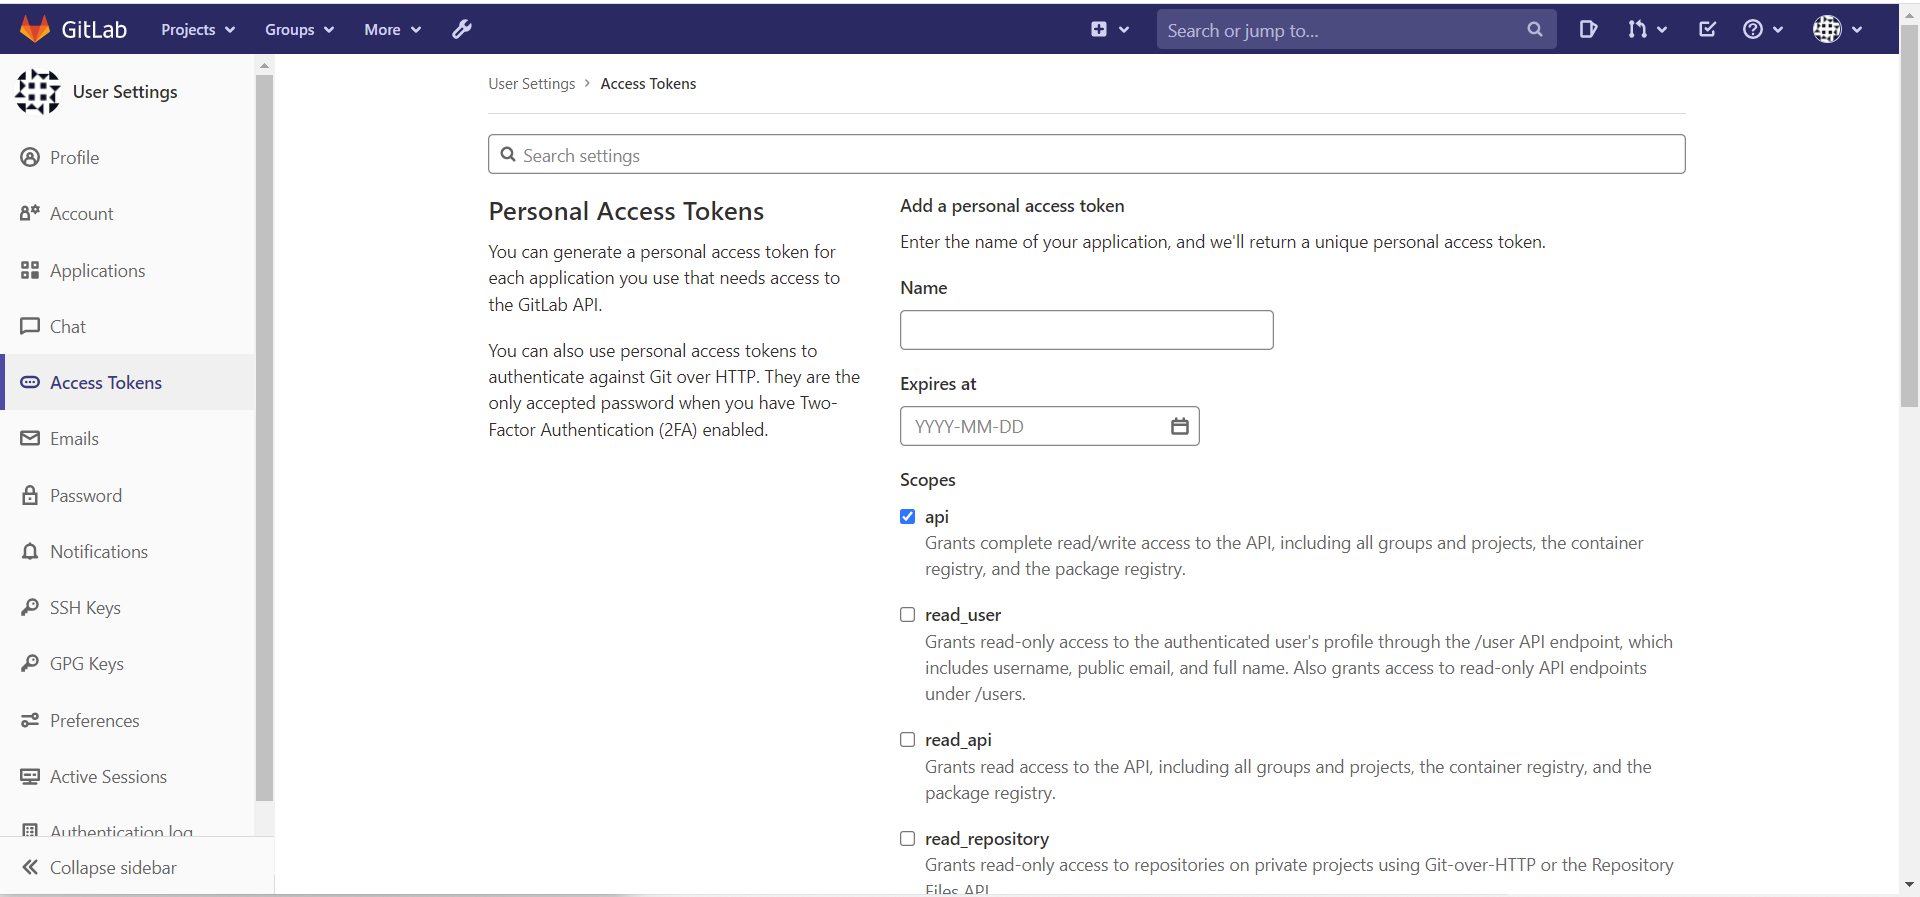 GitLab Projects Groups More Search or jump to...
User Settings
Profile
Account
Applications
Chat
Access Tokens
Emails
Password
Notifications
SSH Keys
GPG Keys
Preferences
Active Sessions
Authentication log
Collapse sidebar
User Settings > Access Tokens
Search settings
Personal Access Tokens
You can generate a personal access token for
each application you use that needs access to
the GitLab API.
You can also use personal access tokens to
authenticate against Git over HTTP. They are the
only accepted password when you have Two-
Factor Authentication (2FA) enabled.
Add a personal access token
Enter the name of your application, and we'll return a unique personal access token.
Name
Expires at
YYYY-MM-DD
Scopes
api
Grants complete read/write access to the API, including all groups and projects, the container
registry, and the package registry.
read_user
Grants read-only access to the authenticated user's profile through the /user API endpoint, which
includes username, public email, and full name. Also grants access to read-only API endpoints
under /users.
read_api
Grants read access to the API, including all groups and projects, the container registry, and the
package registry.
read_repository
Grants read-only access to repositories on private projects using Git-over-HTTP or the Repository
Files API